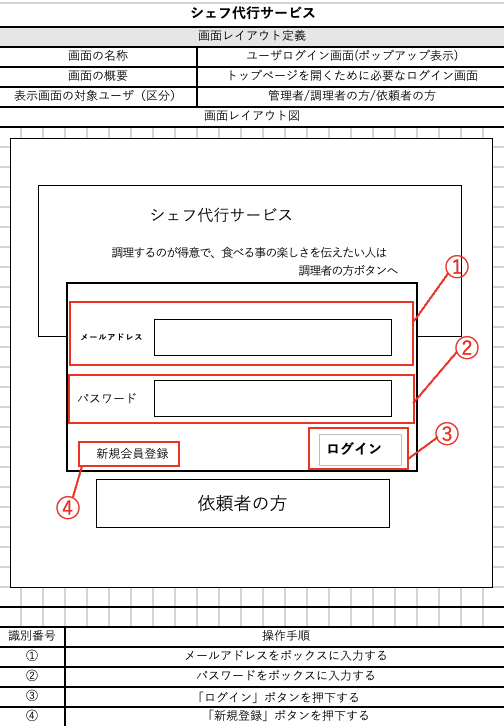 シェフ代行サービス
画面レイアウト定義
画面の名称 ユーザログイン画面(ポップアップ表示)
画面の概要 トップページを開くために必要なログイン画面
表示画面の対象ユーザ（区分） 管理者/調理者の方/依頼者の方
画面レイアウト図
シェフ代行サービス
調理するのが得意で、食べる事の楽しさを伝えたい人は
調理者の方ボタンへ
①
メールアドレス
②
パスワード
③
ログイン
新規会員登録
④
依頼者の方
識別番号 操作手順
① メールアドレスをボックスに入力する
② パスワードをボックスに入力する
③ 「ログイン」ボタンを押下する
④ 「新規登録」ボタンを押下する